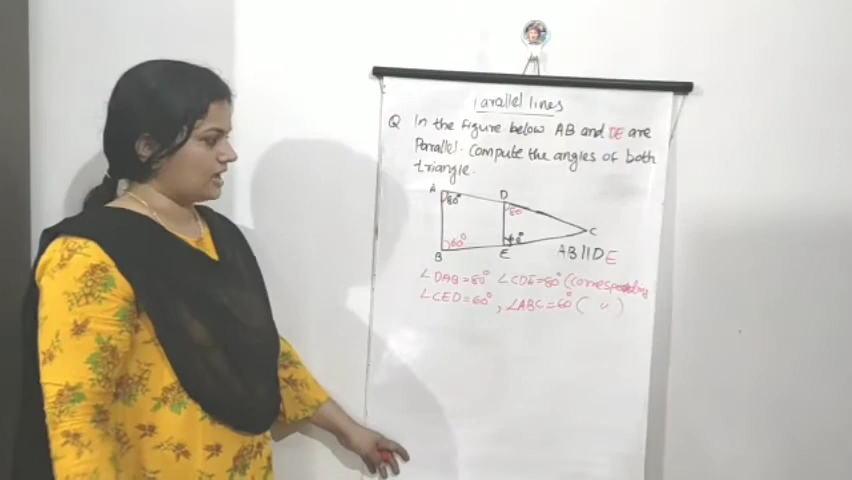 Parallel lines
Q In the figure below AB and DE are
Parallel. Compute the angles of both
triangle.
A D
80° 80
C
60° 60°
B E AB||DE
∠DAB=80° ∠CDE=80° (corresponding
∠CED=60°, ∠ABC=60° ( " )